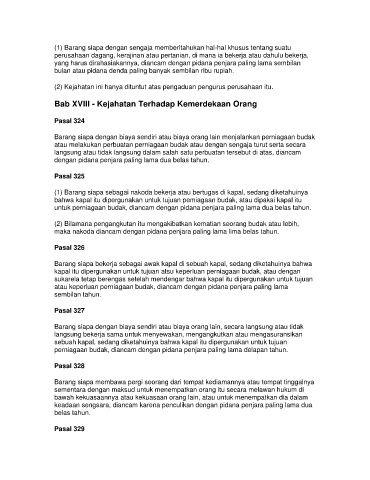 (1) Barang siapa dengan sengaja memberitahukan hal-hal khusus tentang suatu
perusahaan dagang, kerajinan atau pertanian, di mana ia bekerja atau dahulu bekerja,
yang harus dirahasiakannya, diancam dengan pidana penjara paling lama sembilan
bulan atau pidana denda paling banyak sembilan ribu rupiah.
(2) Kejahatan ini hanya dituntut atas pengaduan pengurus perusahaan itu.
Bab XVIII - Kejahatan Terhadap Kemerdekaan Orang
Pasal 324
Barang siapa dengan biaya sendiri atau biaya orang lain menjalankan perniagaan budak
atau melakukan perbuatan perniagaan budak atau dengan sengaja turut serta secara
langsung atau tidak langsung dalam salah satu perbuatan tersebut di atas, diancam
dengan pidana penjara paling lama dua belas tahun.
Pasal 325
(1) Barang siapa sebagai nakoda bekerja atau bertugas di kapal, sedang diketahuinya
bahwa kapal itu dipergunakan untuk tujuan perniagaan budak, atau dipakai kapal itu
untuk perniagaan budak, diancam dengan pidana penjara paling lama dua belas tahun.
(2) Bilamana pengangkutan itu mengakibatkan kematian seorang budak atau lebih,
maka nakoda diancam dengan pidana penjara paling lama lima belas tahun.
Pasal 326
Barang siapa bekerja sebagai awak kapal di sebuah kapal, sedang diketahuinya bahwa
kapal itu dipergunakan untuk tujuan atau keperluan perniagaan budak, atau dengan
sukarela tetap bertugas setelah mendengar bahwa kapal itu dipergunakan untuk tujuan
atau keperluan perniagaan budak, diancam dengan pidana penjara paling lama
sembilan tahun.
Pasal 327
Barang siapa dengan biaya sendiri atau biaya orang lain, secara langsung atau tidak
langsung bekerja sama untuk menyewakan, mengangkutkan atau mengasuransikan
sebuah kapal, sedang diketahuinya bahwa kapal itu dipergunakan untuk tujuan
perniagaan budak, diancam dengan pidana penjara paling lama delapan tahun.
Pasal 328
Barang siapa membawa pergi seorang dari tempat kediamannya atau tempat tinggalnya
sementara dengan maksud untuk menempatkan orang itu secara melawan hukum di
bawah kekuasaannya atau kekuasaan orang lain, atau untuk menempatkan dia dalam
keadaan sengsara, diancam karena penculikan dengan pidana penjara paling lama dua
belas tahun.
Pasal 329